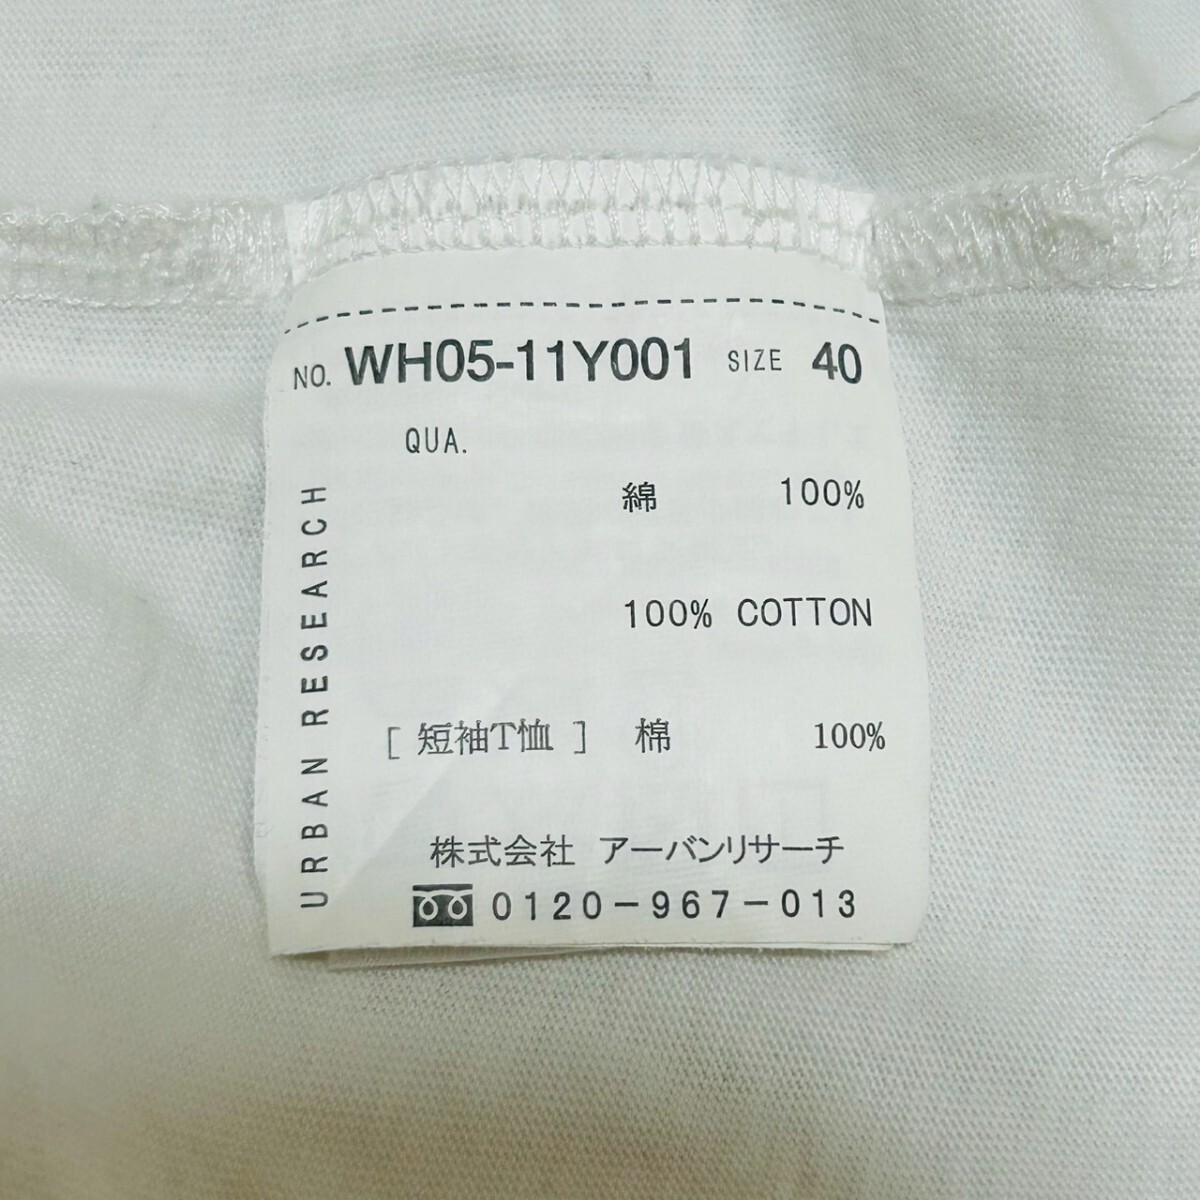 NO. WH05-11Y001 SIZE 40
QUA.
綿 100%
100% COTTON
[ 短袖T恤 ] 棉 100%
株式会社 アーバンリサーチ
0120-967-013
URBAN RESEARCH